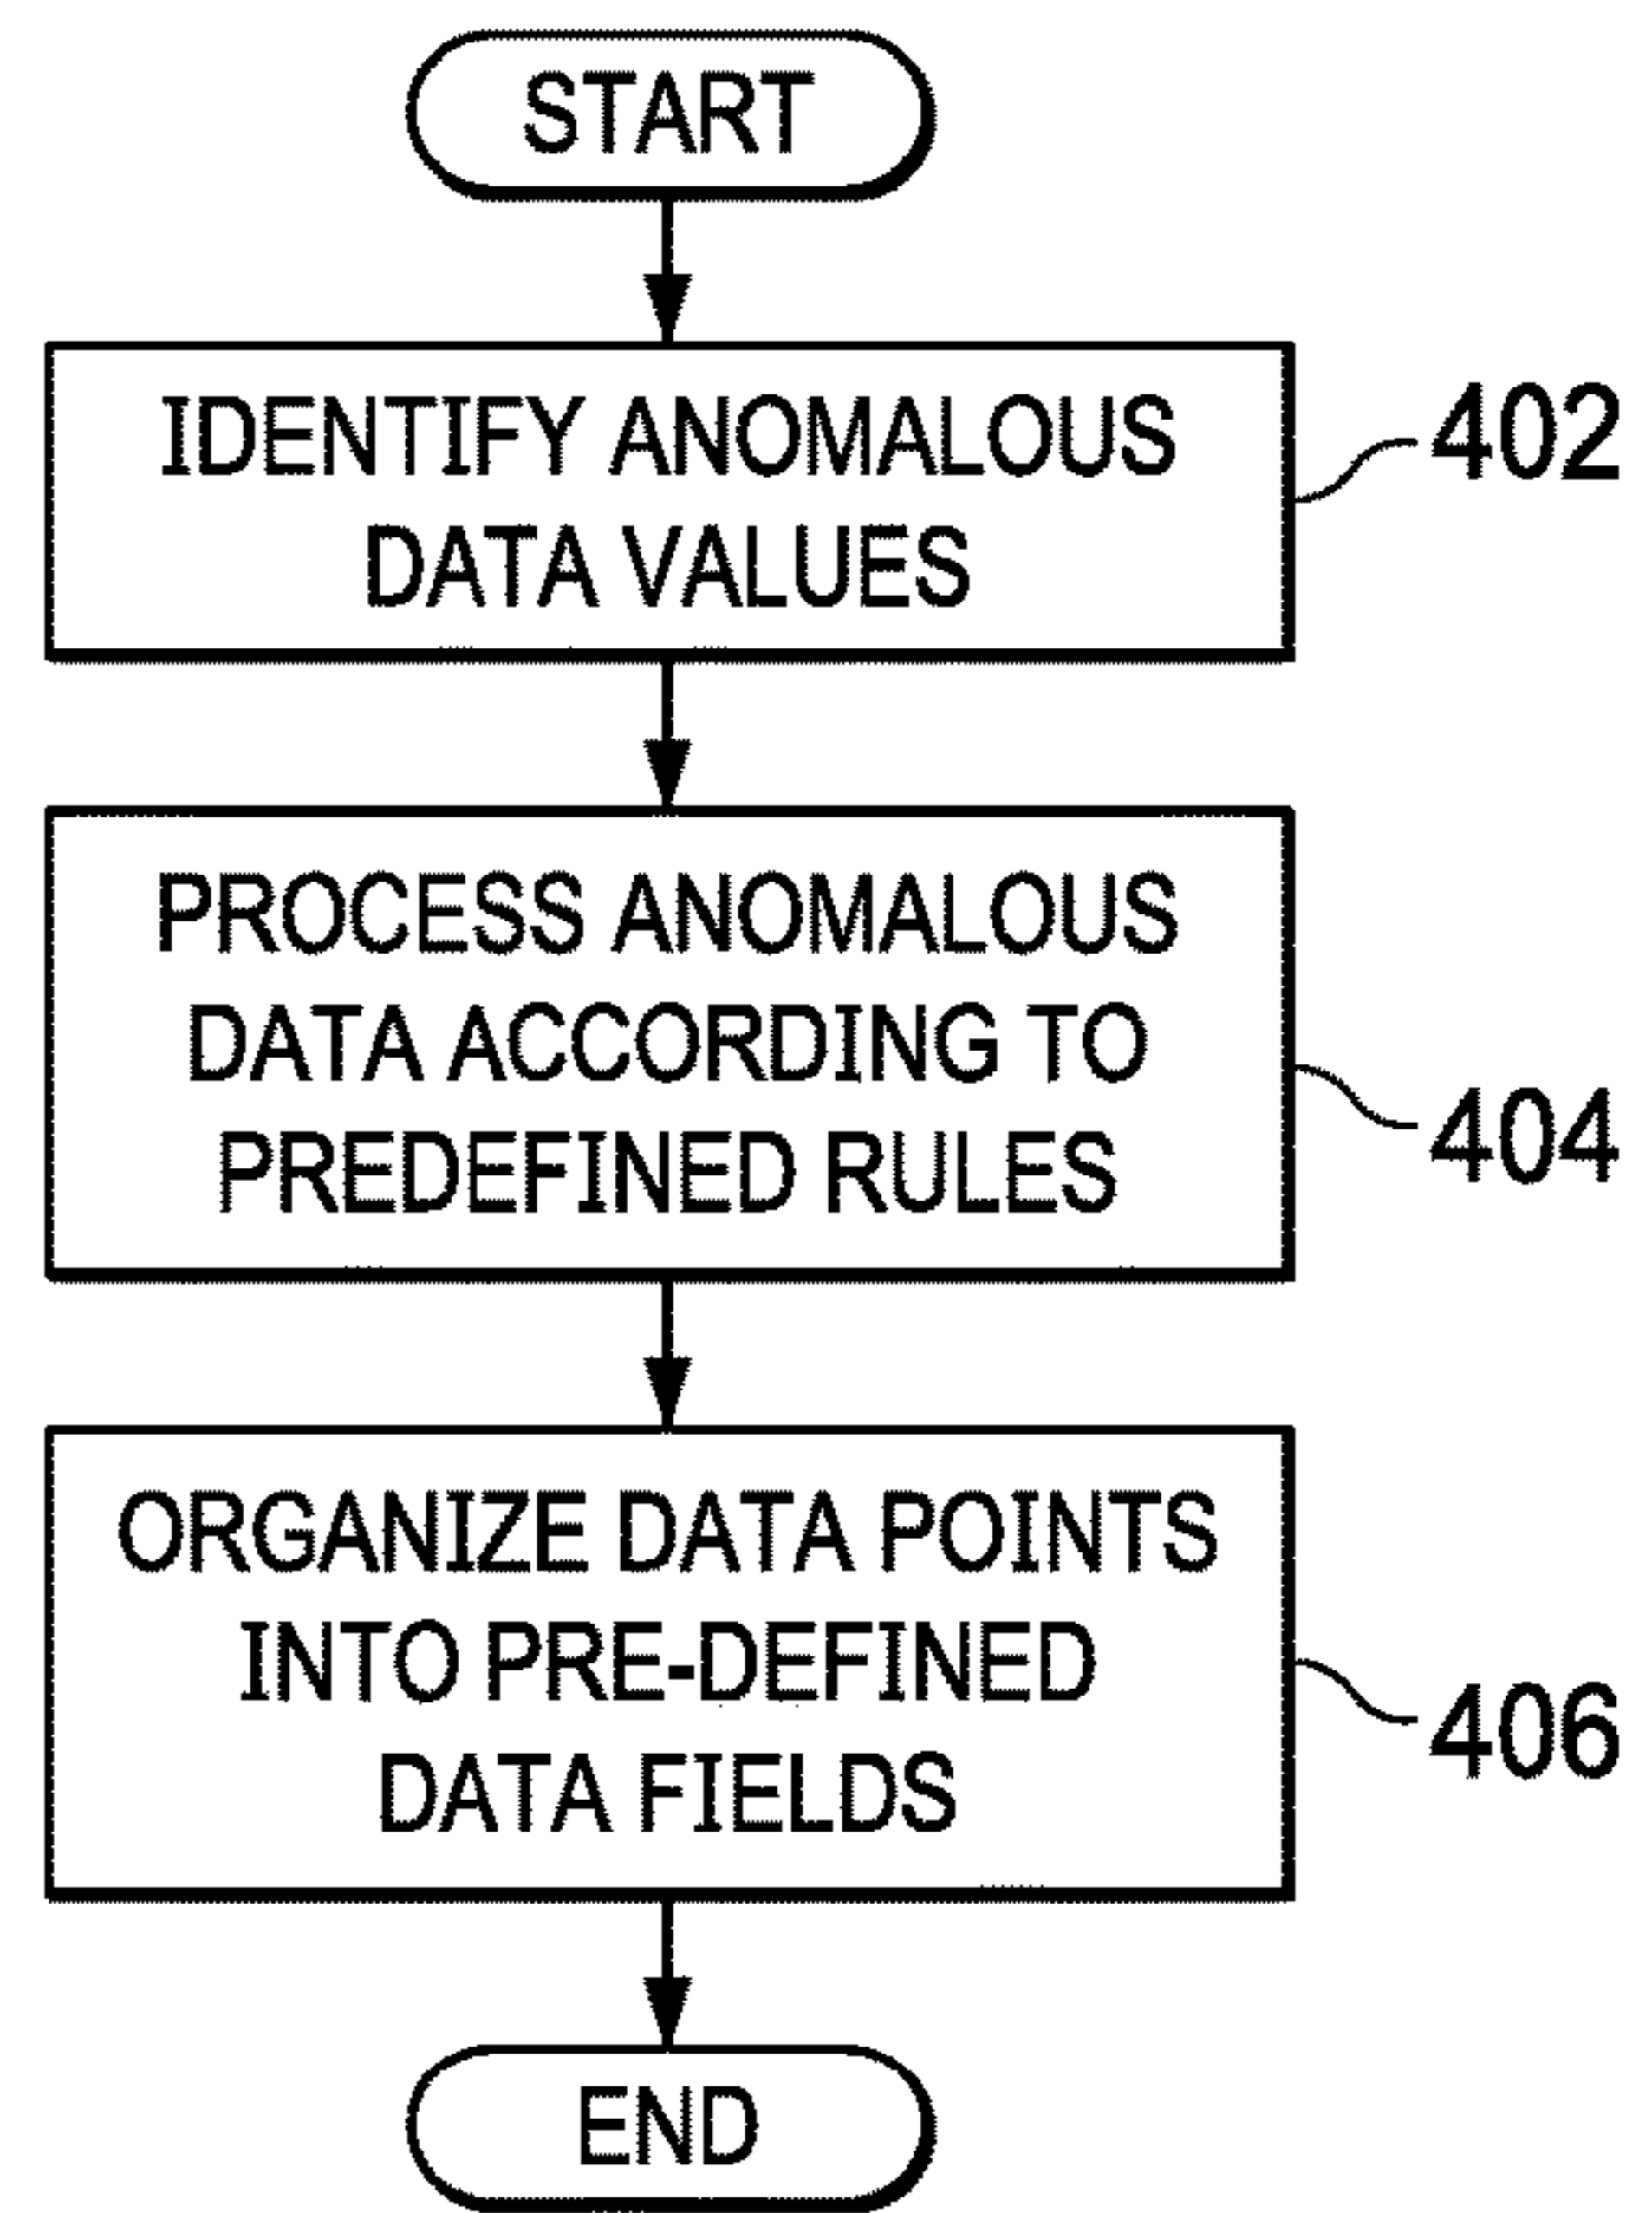 START
IDENTIFY ANOMALOUS
DATA VALUES
402
PROCESS ANOMALOUS
DATA ACCORDING TO
PREDEFINED RULES
404
ORGANIZE DATA POINTS
INTO PRE-DEFINED
DATA FIELDS
406
END